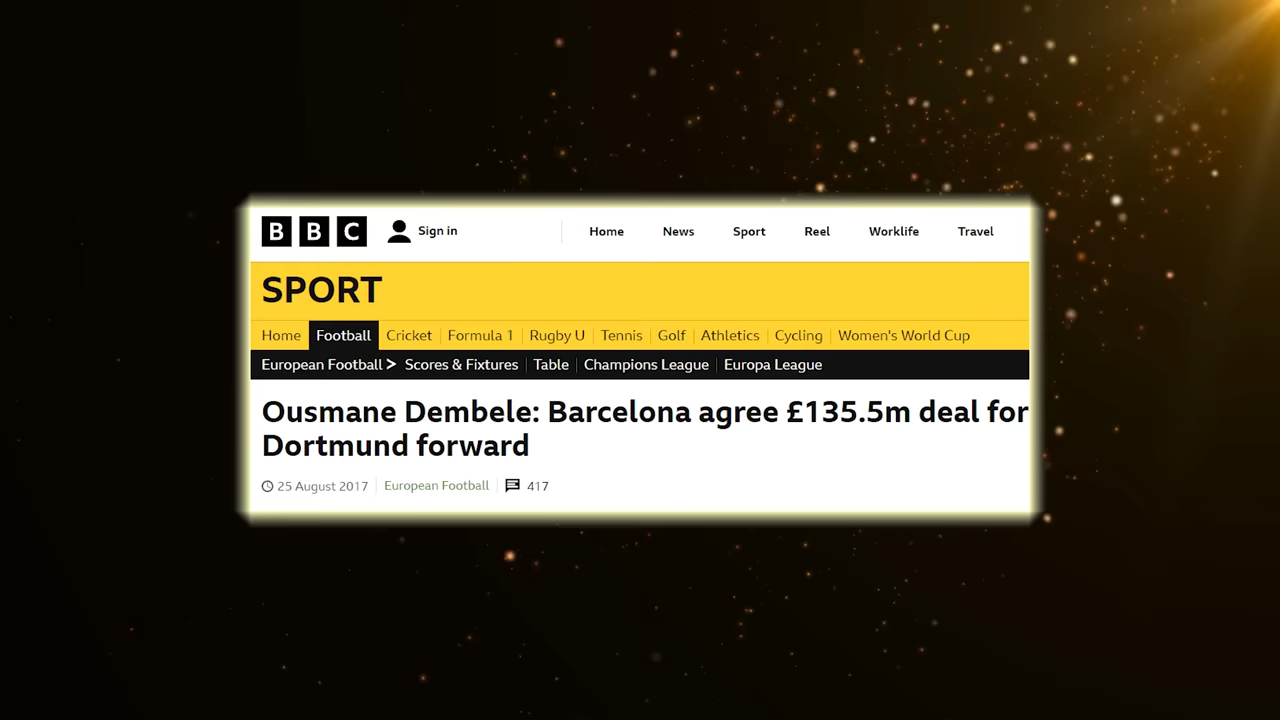 BBC Sign in Home News Sport Reel Worklife Travel
SPORT
Home Football Cricket Formula 1 Rugby U Tennis Golf Athletics Cycling Women's World Cup
European Football > Scores & Fixtures Table Champions League Europa League
Ousmane Dembele: Barcelona agree £135.5m deal for
Dortmund forward
25 August 2017 European Football 417